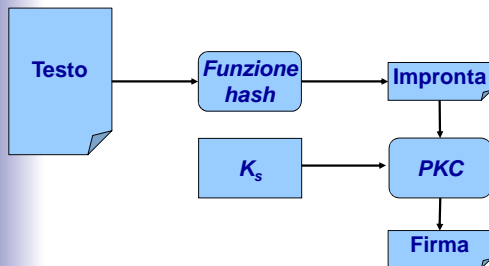 Testo
Funzione
hash
Impronta
Ks
PKC
Firma